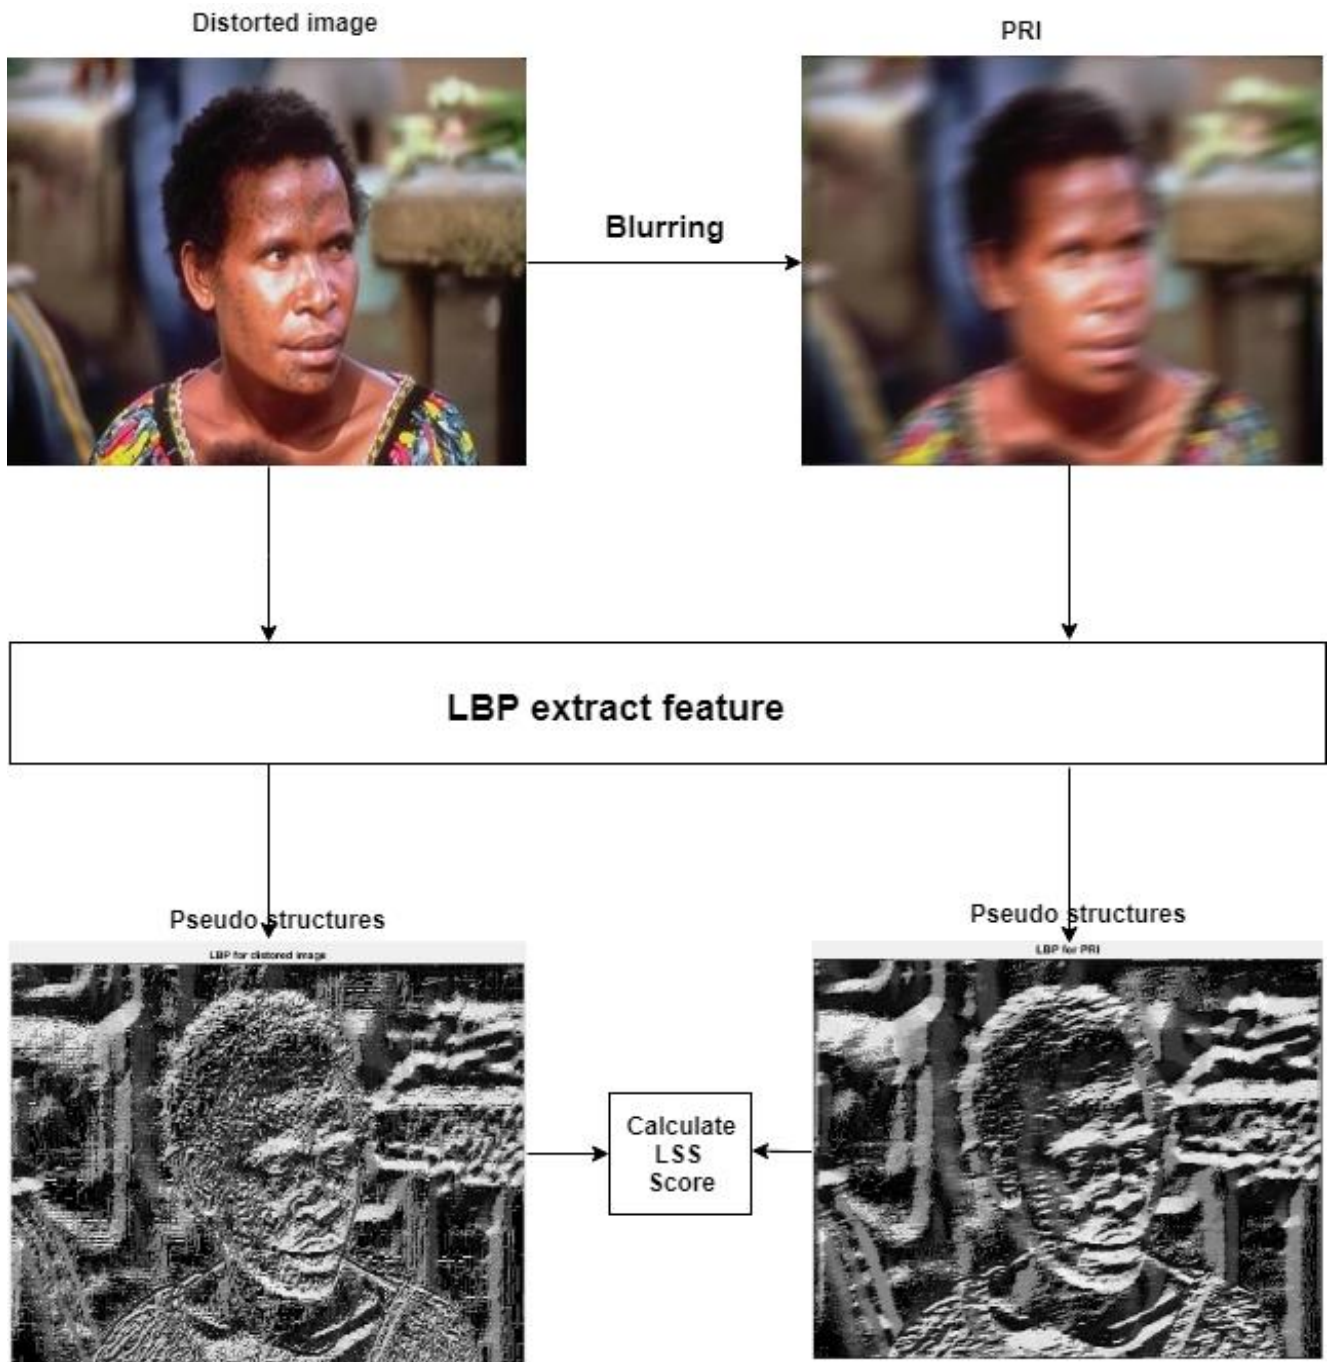 Distorted image
PRI
Blurring
LBP extract feature
Pseudo structures
Pseudo structures
LBP for distored image
LBP for PRI
Calculate
LSS
Score